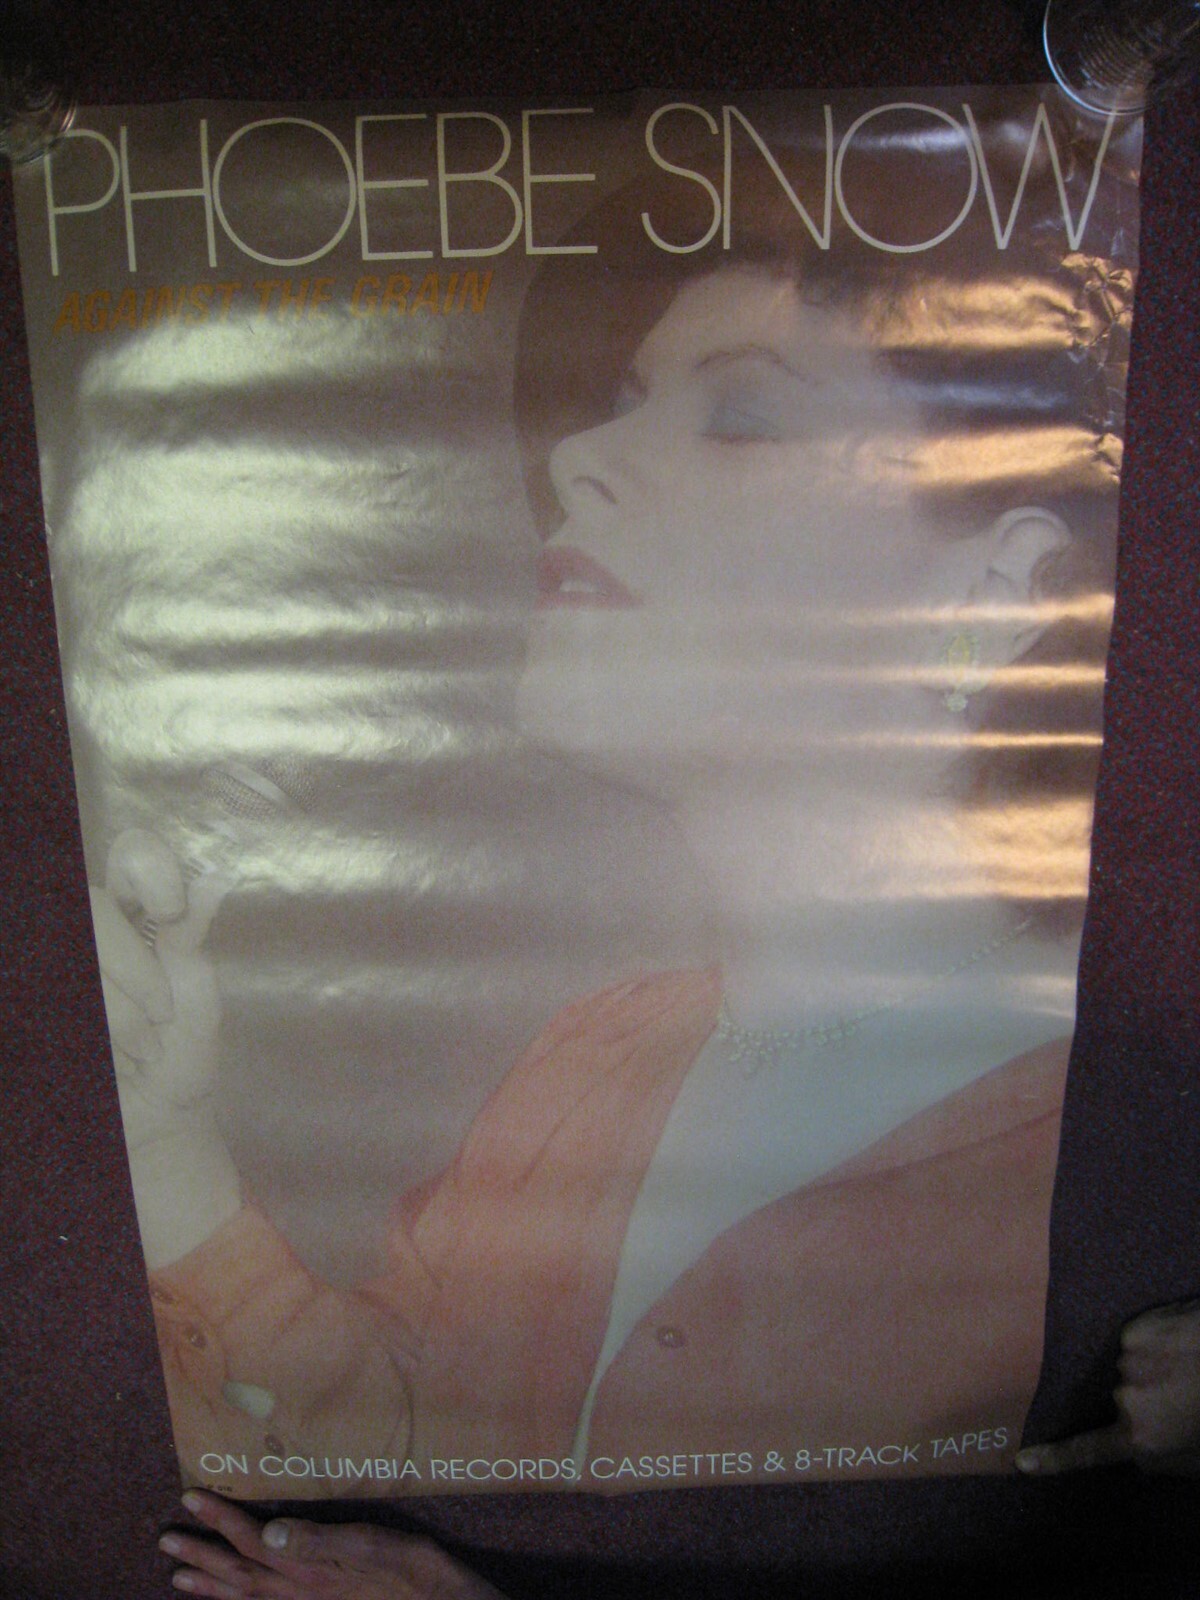 PHOEBE SNOW
AGAINST THE GRAIN
ON COLUMBIA RECORDS, CASSETTES & 8-TRACK TAPES